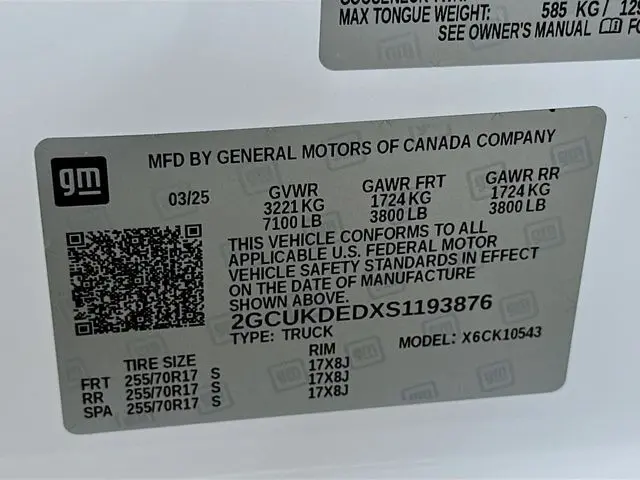 MAX TONGUE WEIGHT: 585 KG/
SEE OWNER'S MANUAL
gm
MFD BY GENERAL MOTORS OF CANADA COMPANY
03/25
GVWR GAWR FRT GAWR RR
3221 KG 1724 KG 1724 KG
7100 LB 3800 LB 3800 LB
THIS VEHICLE CONFORMS TO ALL
APPLICABLE U.S. FEDERAL MOTOR
VEHICLE SAFETY STANDARDS IN EFFECT
ON THE DATE OF MANUFACTURE
SHOWN ABOVE.
2GCUKDEDXS1193876
TYPE: TRUCK MODEL: X6CK10543
TIRE SIZE RIM
FRT 255/70R17 S 17X8J
RR 255/70R17 S 17X8J
SPA 255/70R17 S 17X8J